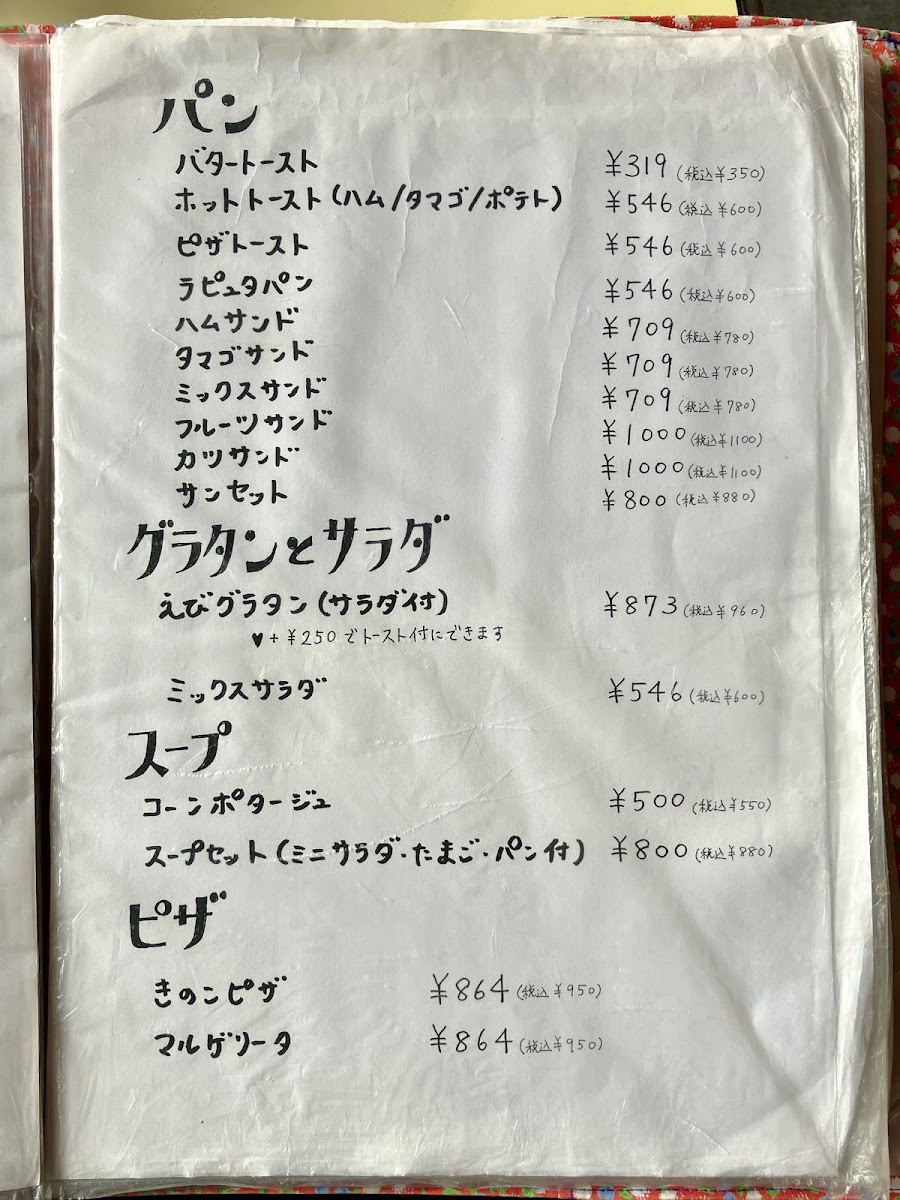 パン
バタートースト ¥319(税込¥350)
ホットトースト(ハム/タマゴ/ポテト) ¥546(税込¥600)
ピザトースト ¥546(税込¥600)
ラピュタパン ¥546(税込¥600)
ハムサンド ¥709(税込¥780)
タマゴサンド ¥709(税込¥780)
ミックスサンド ¥709(税込¥780)
フルーツサンド ¥1000(税込¥1100)
カツサンド ¥1000(税込¥1100)
サンセット ¥800(税込¥880)
グラタンとサラダ
えびグラタン(サラダ付) ¥873(税込¥960)
♥+¥250でトースト付にできます
ミックスサラダ ¥546(税込¥600)
スープ
コーンポタージュ ¥500(税込¥550)
スープセット(ミニサラダ・たまご・パン付) ¥800(税込¥880)
ピザ
きのこピザ ¥864(税込¥950)
マルゲリータ ¥864(税込¥950)